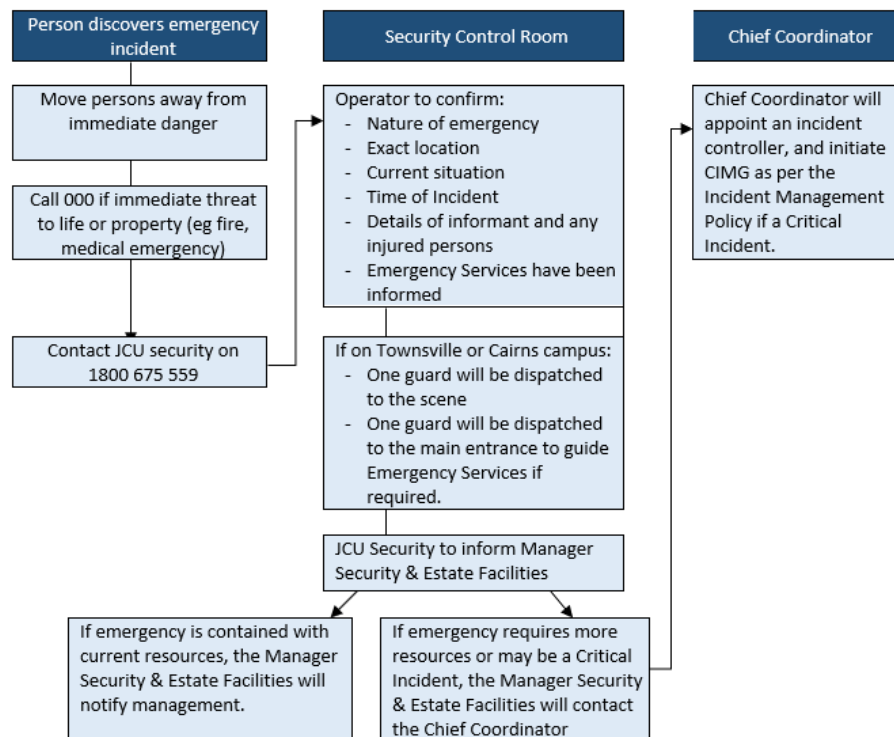 Person discovers emergency
incident
Move persons away from
immediate danger
Call 000 if immediate threat
to life or property (eg fire,
medical emergency)
Contact JCU security on
1800 675 559
Security Control Room
Operator to confirm:
- Nature of emergency
- Exact location
- Current situation
- Time of Incident
- Details of informant and any
injured persons
- Emergency Services have been
informed
If on Townsville or Cairns campus:
- One guard will be dispatched
to the scene
- One guard will be dispatched
to the main entrance to guide
Emergency Services if
required.
JCU Security to inform Manager
Security & Estate Facilities
If emergency is contained with
current resources, the Manager
Security & Estate Facilities will
notify management.
If emergency requires more
resources or may be a Critical
Incident, the Manager Security
& Estate Facilities will contact
the Chief Coordinator
Chief Coordinator
Chief Coordinator will
appoint an incident
controller, and initiate
CIMG as per the
Incident Management
Policy if a Critical
Incident.